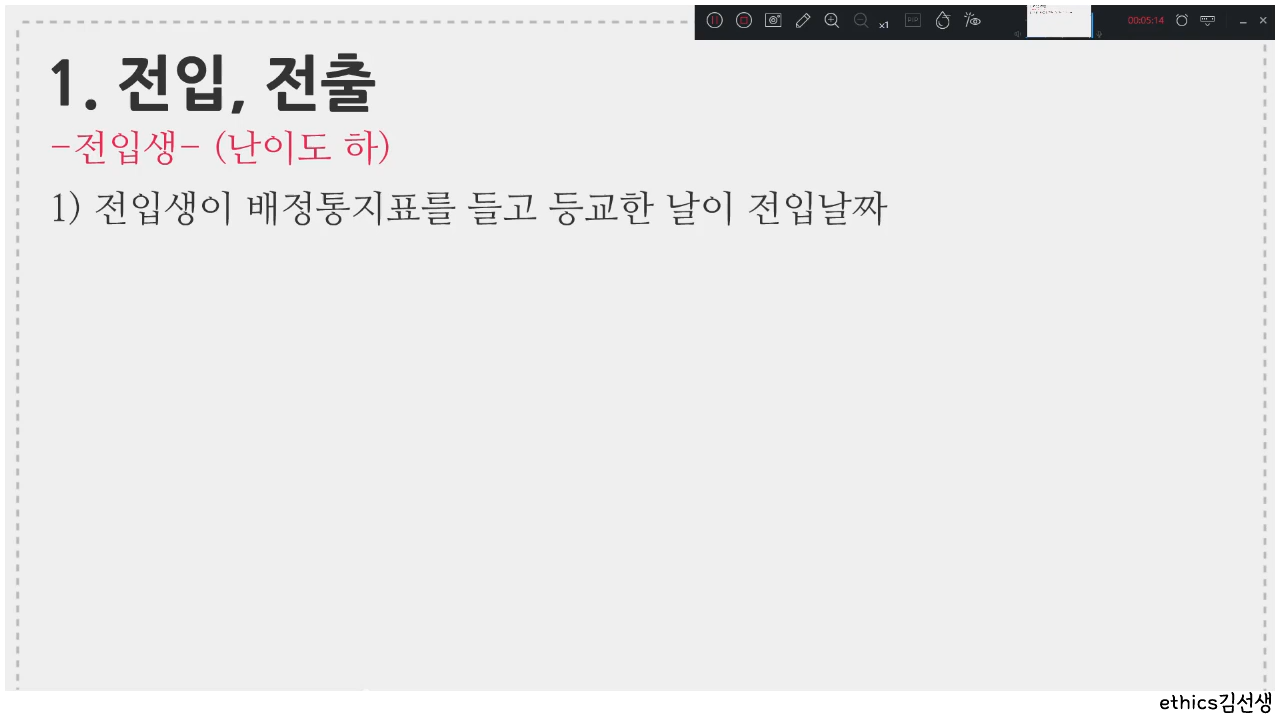 x1
00:05:14
1. 전입, 전출
-전입생- (난이도 하)
1) 전입생이 배정통지표를 들고 등교한 날이 전입날짜
ethics김선생